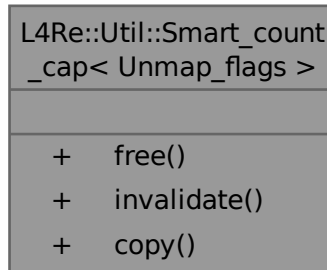 L4Re::Util::Smart_count
_cap< Unmap_flags >
+ free()
+ invalidate()
+ copy()